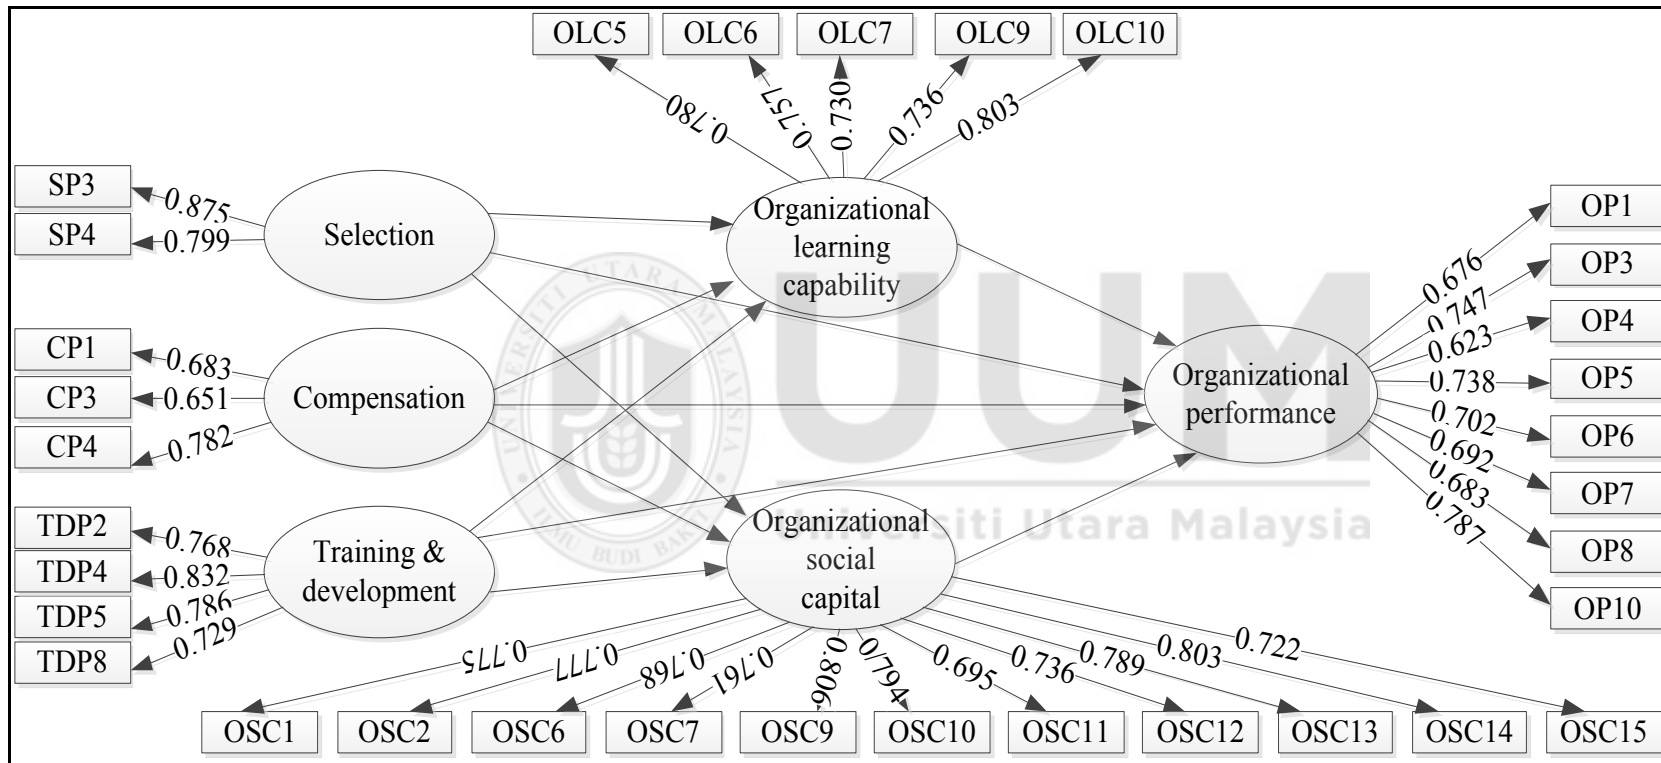 OLC5 OLC6 OLC7 OLC9 OLC10
0.780 0.757 0.730 0.736 0.803
SP3
SP4
0.875
0.799
Selection
Organizational
learning
capability
CP1
CP3
CP4
0.683
0.651
0.782
Compensation
Organizational
performance
0.676
0.747
0.623
0.738
0.702
0.692
0.683
0.787
OP1
OP3
OP4
OP5
OP6
OP7
OP8
OP10
TDP2
TDP4
TDP5
TDP8
0.768
0.832
0.786
0.729
Training &
development
Organizational
social
capital
0.775 0.777 0.768 0.761 0.806 0/794 0.695 0.736 0.789 0.803 0.722
OSC1 OSC2 OSC6 OSC7 OSC9 OSC10 OSC11 OSC12 OSC13 OSC14 OSC15
UUM
Universiti Utara Malaysia
UNIVERSITI UTARA MALAYSIA
ILMU BUDI BAKTI